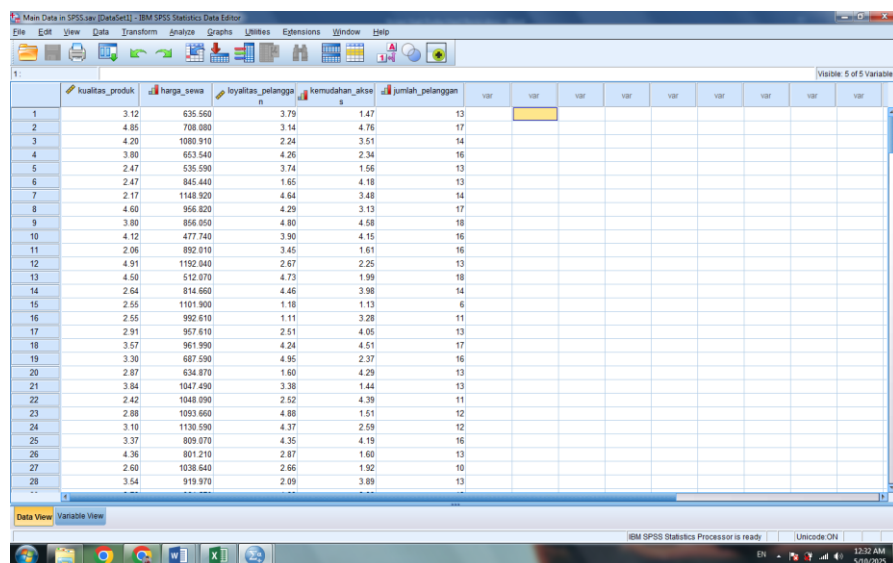 Main Data in SPSS.sav [DataSet1] - IBM SPSS Statistics Data Editor
File Edit View Data Transform Analyze Graphs Utilities Extensions Window Help
1 :
Visible: 5 of 5 Variable
kualitas_produk harga_sewa loyalitas_pelangga n kemudahan_akse s jumlah_pelanggan var var var var var var var
1 3.12 635.560 3.79 1.47 13
2 4.85 708.080 3.14 4.76 17
3 4.20 1080.910 2.24 3.51 14
4 3.80 653.540 4.26 2.34 16
5 2.47 535.590 3.74 1.56 13
6 2.47 845.440 1.65 4.18 13
7 2.17 1148.920 4.64 3.48 14
8 4.60 956.820 4.29 3.13 17
9 3.80 856.050 4.80 4.58 18
10 4.12 477.740 3.90 4.15 16
11 2.06 892.010 3.45 1.61 16
12 4.91 1192.040 2.67 2.25 13
13 4.50 512.070 4.73 1.99 18
14 2.64 814.660 4.46 3.98 14
15 2.55 1101.900 1.18 1.13 6
16 2.55 992.610 1.11 3.28 11
17 2.91 957.610 2.51 4.05 13
18 3.57 961.990 4.24 4.51 17
19 3.30 687.590 4.95 2.37 16
20 2.87 634.870 1.60 4.29 13
21 3.84 1047.490 3.38 1.44 13
22 2.42 1048.090 2.52 4.39 11
23 2.88 1093.660 4.88 1.51 12
24 3.10 1130.590 4.37 2.59 12
25 3.37 809.070 4.35 4.19 16
26 4.36 801.210 2.87 1.60 13
27 2.60 1038.640 2.66 1.92 10
28 3.54 919.970 2.09 3.89 13
Data View Variable View
IBM SPSS Statistics Processor is ready Unicode:ON
EN 12:32 AM
5/10/2025